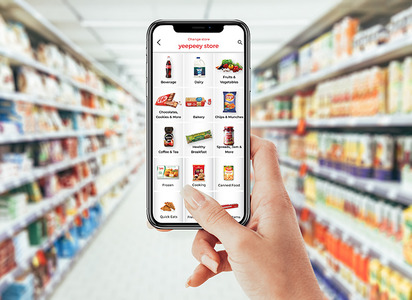 Change store
yeepeey store
Beverage
Dairy
Fruits &
Vegetables
Chocolates,
Cookies & More
Bakery
Chips & Munchies
Coffee & Tea
Healthy
Breakfast
Spreads, Jam &
More
Frozen
Cooking
Canned Food
Quick Eats